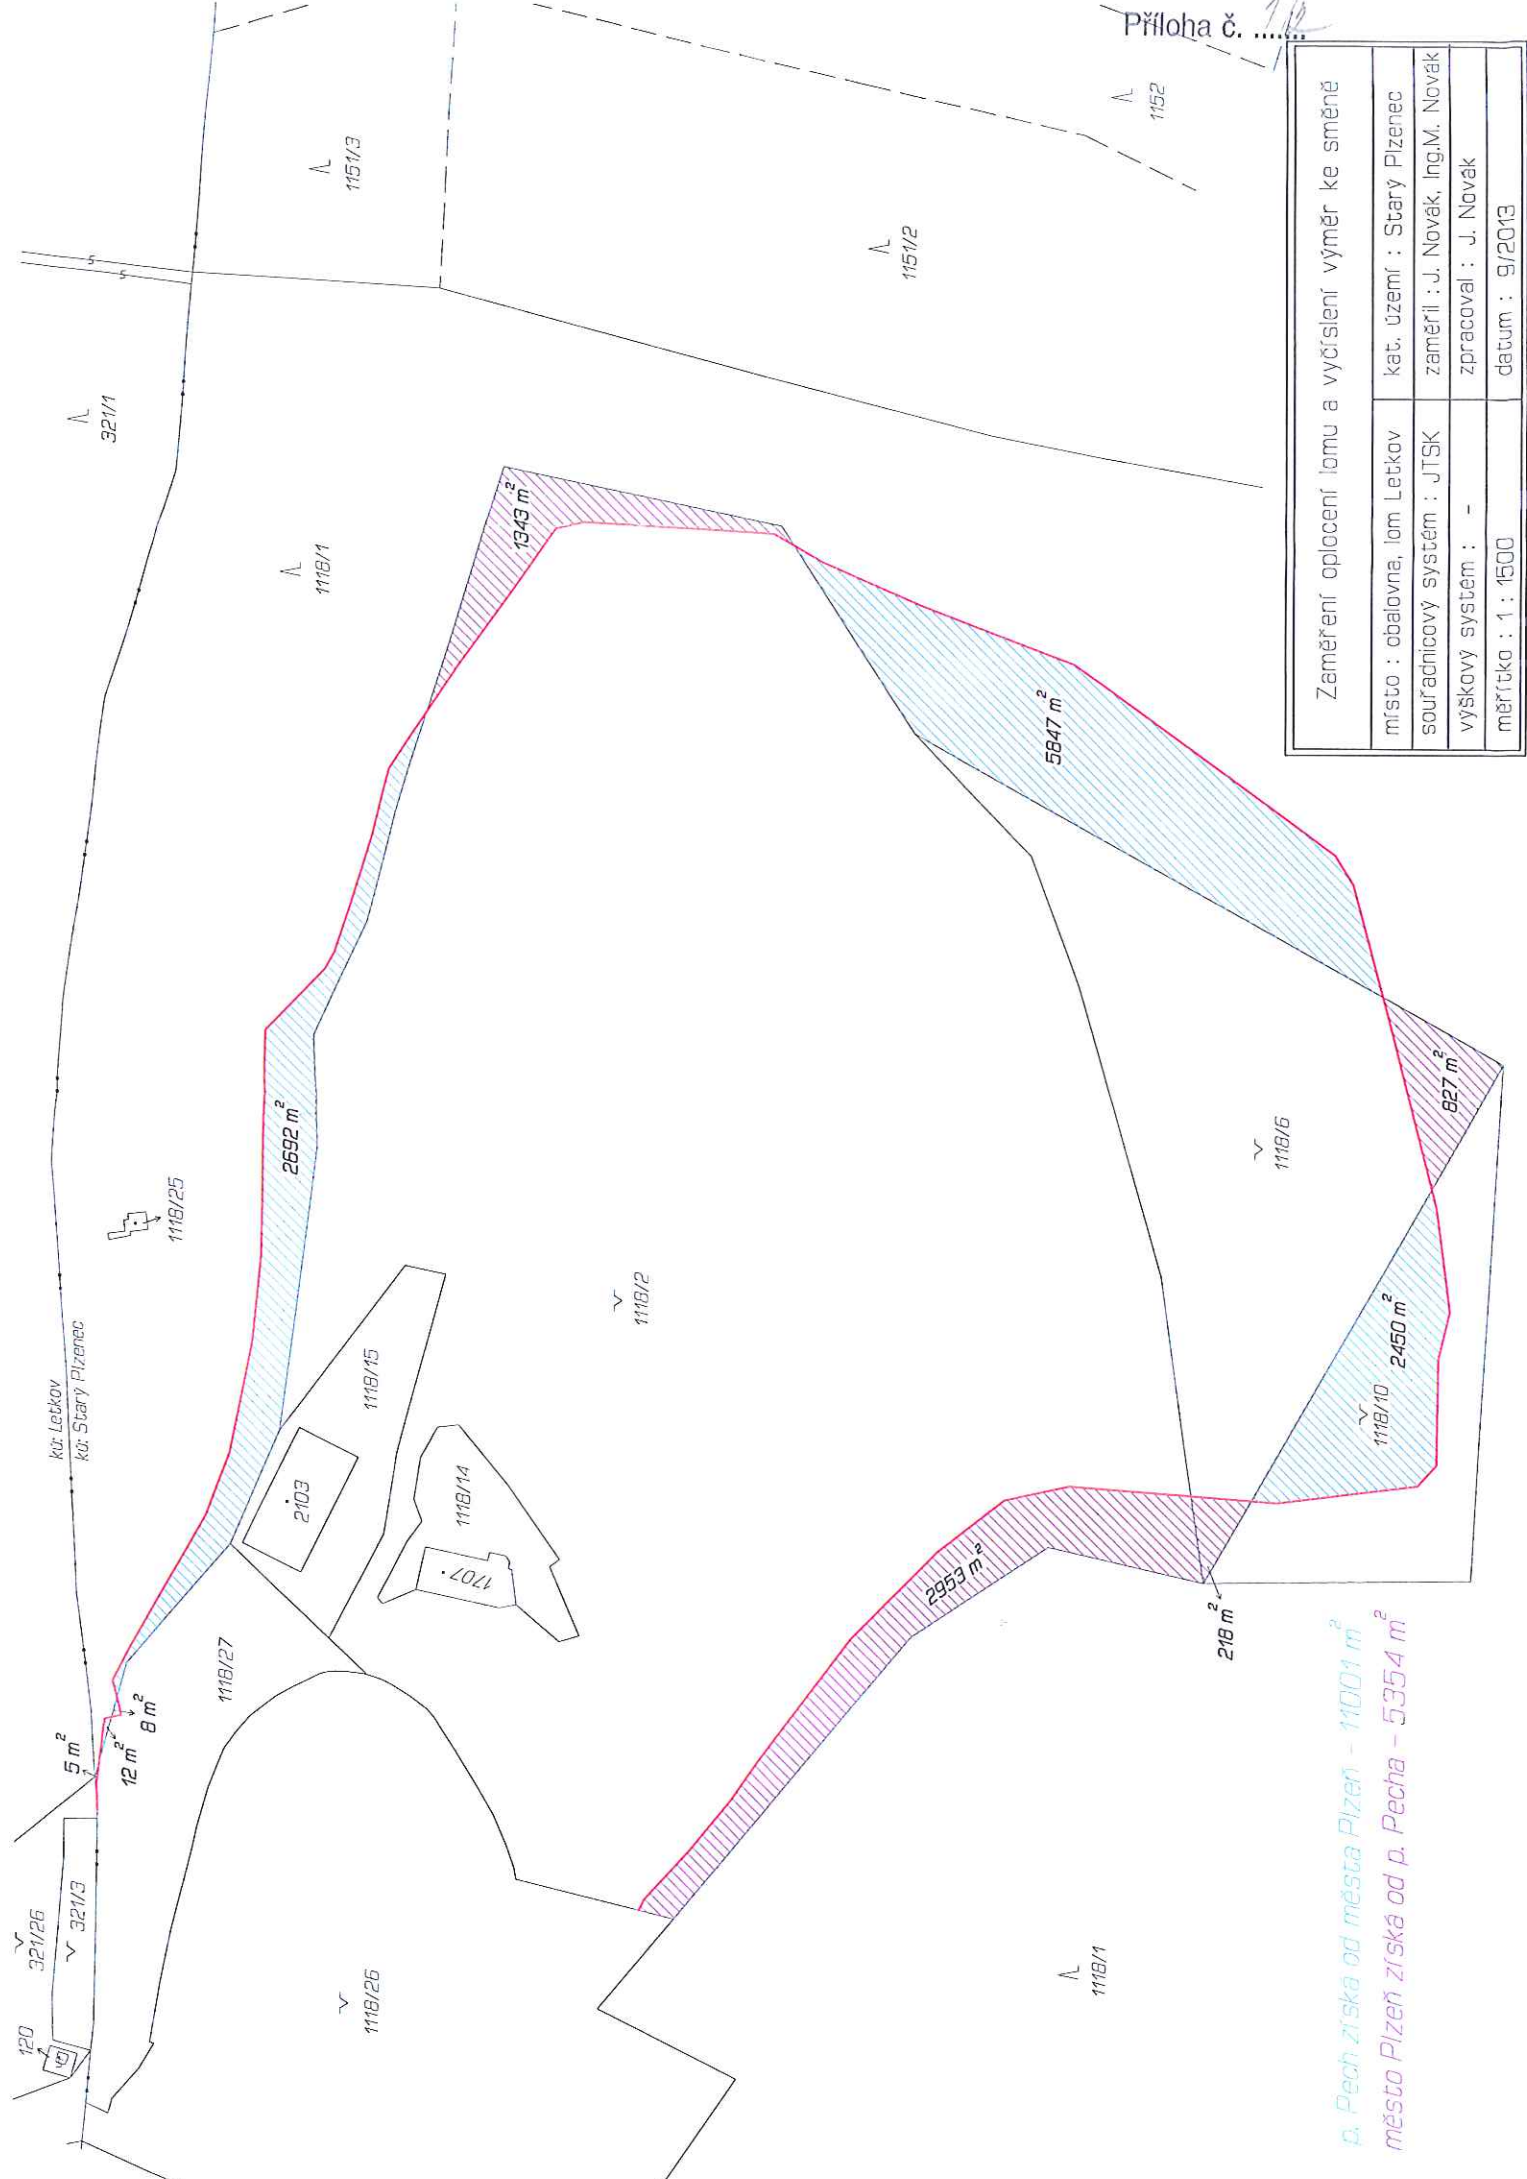 Příloha č. 1/2
Zaměření oplocení lomu a vyčíslení výměr ke směně
místo : obalovna, lom Letkov
kat. území : Starý Plzenec
souřadnicový systém : JTSK
zaměřil : J. Novák, Ing.M. Novák
výškový systém : -
zpracoval : J. Novák
měřítko : 1 : 1500
datum : 9/2013
1151/3
1152
1151/2
321/1
1118/1
1343 m²
5847 m²
2692 m²
827 m²
1118/6
1118/25
1118/2
kú: Letkov
kú: Starý Plzenec
1118/15
2103
1118/14
1707
2450 m²
1118/10
2953 m²
218 m²
1118/27
5 m²
12 m²
8 m²
321/26
321/3
120
1118/26
1118/1
p. Pech získá od města Plzeň - 11001 m²
město Plzeň získá od p. Pecha - 5354 m²